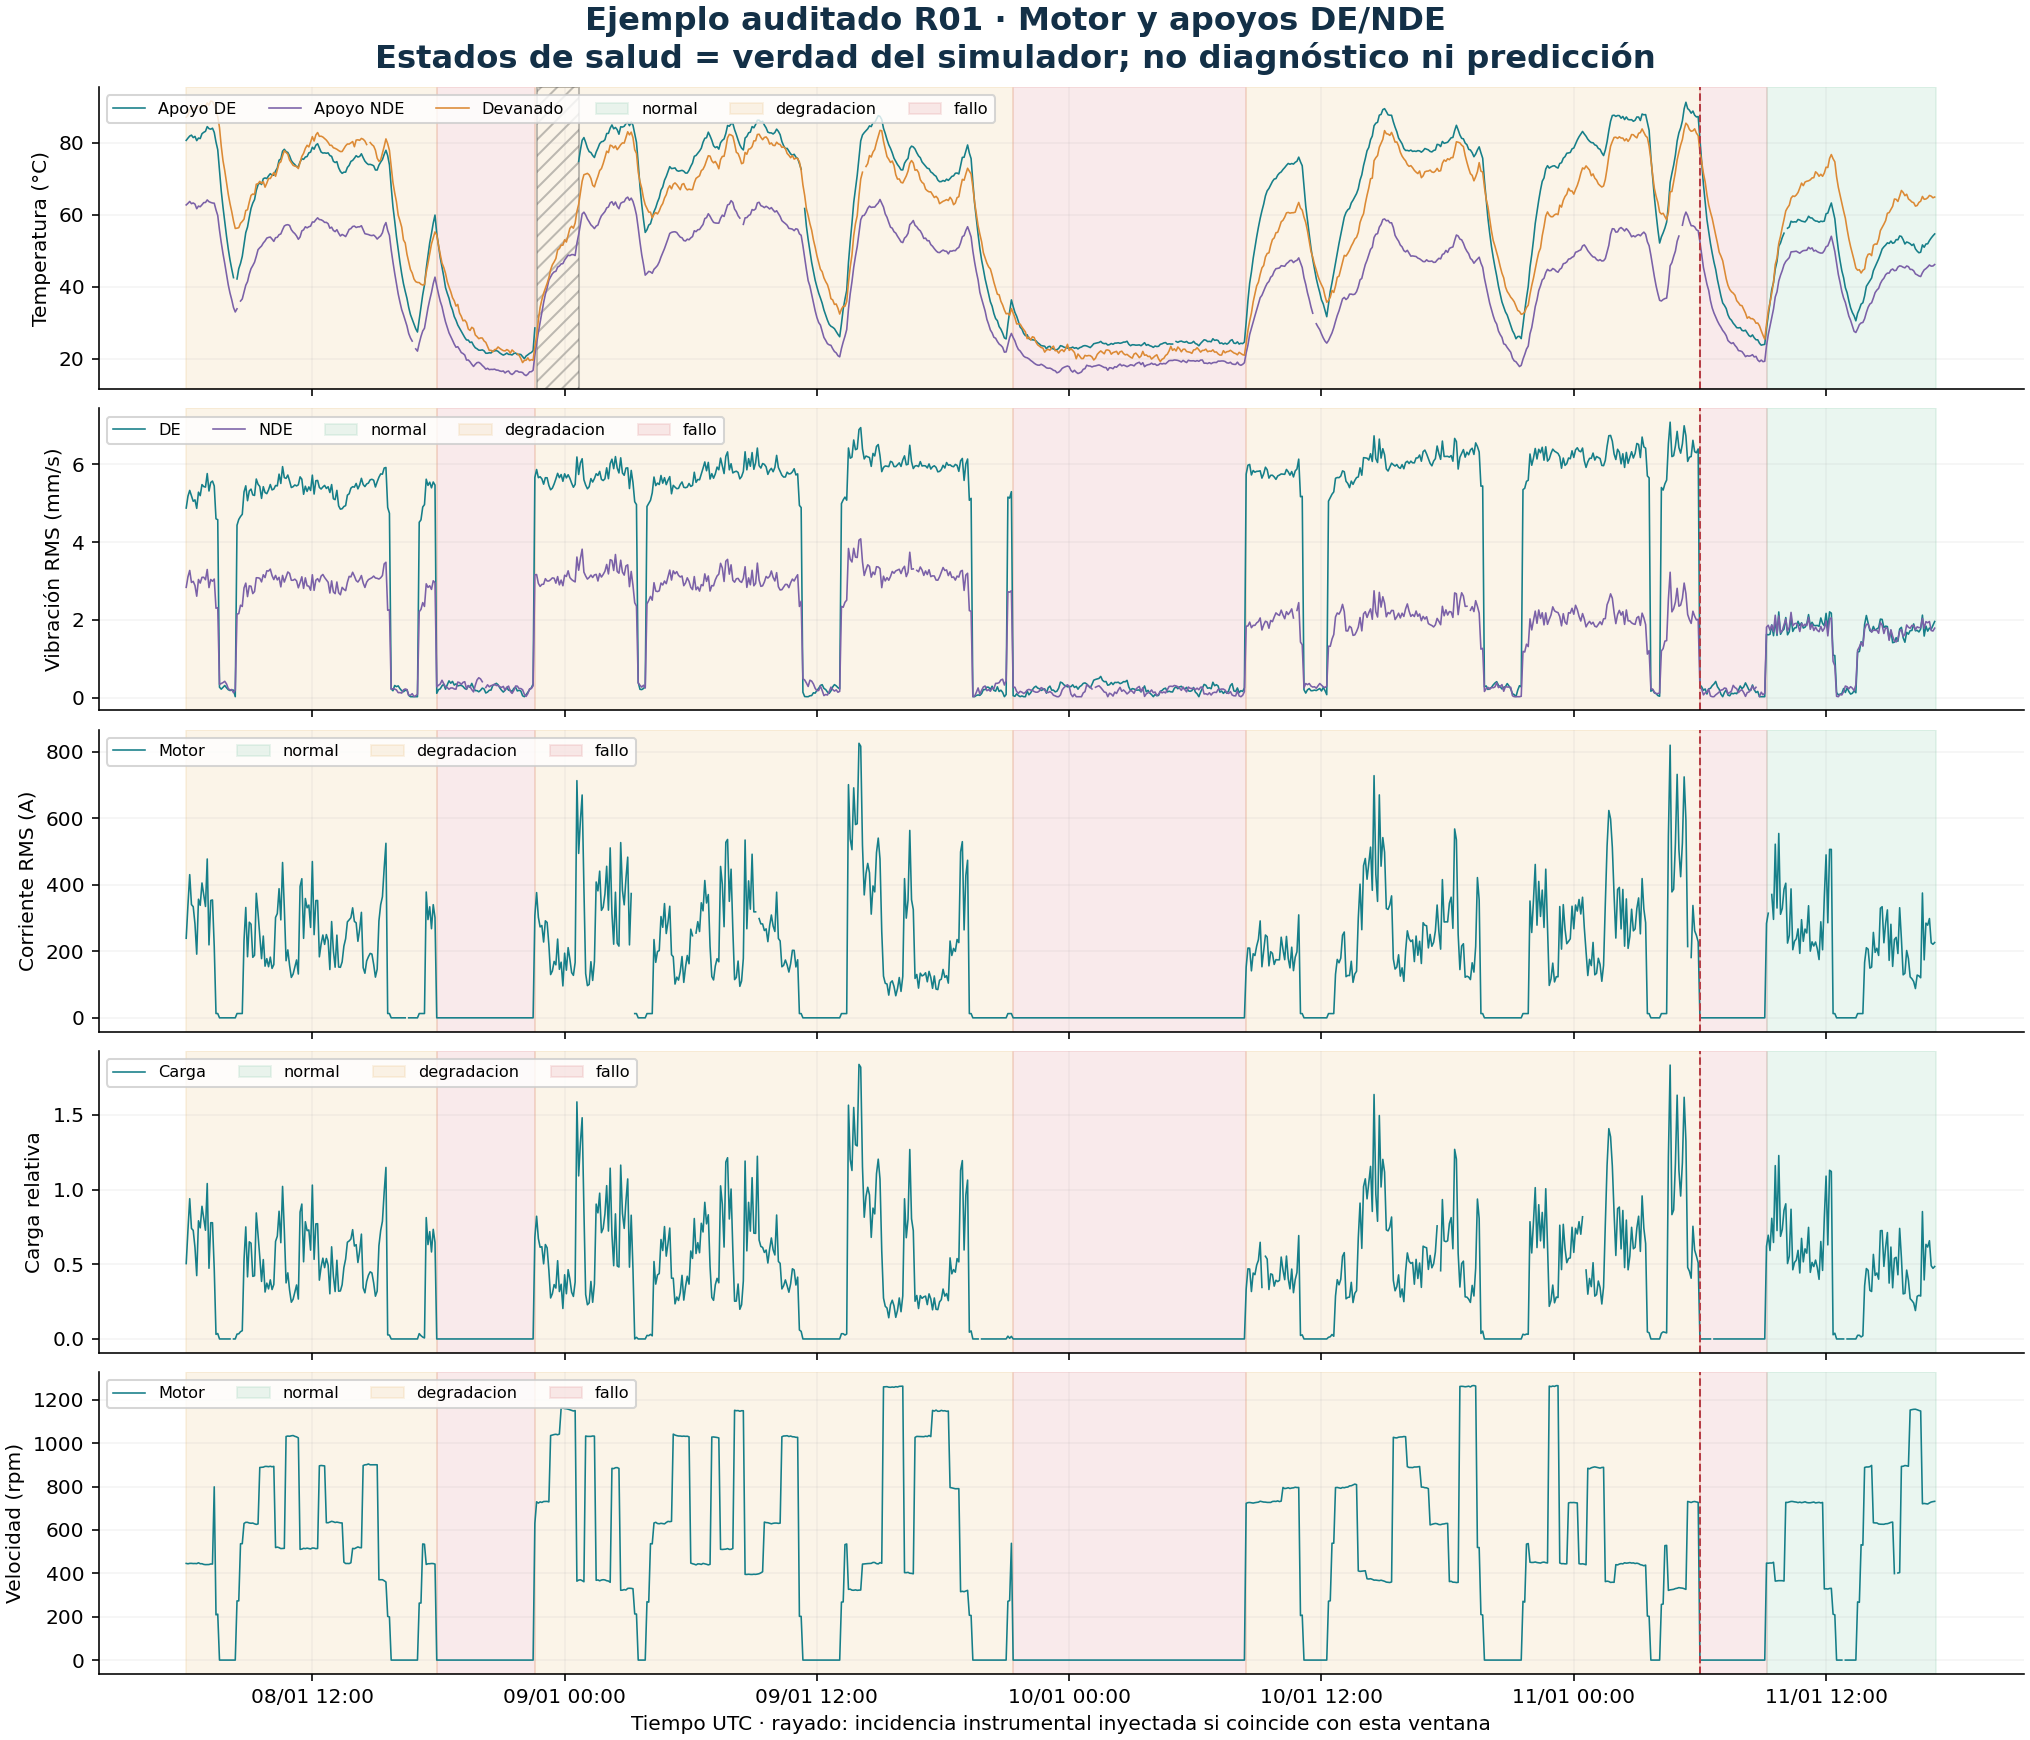 Ejemplo auditado R01 · Motor y apoyos DE/NDE
Estados de salud = verdad del simulador; no diagnóstico ni predicción
Apoyo DE Apoyo NDE Devanado normal degradacion fallo
Temperatura (°C)
80
60
40
20
DE NDE normal degradacion fallo
Vibración RMS (mm/s)
6
4
2
0
Motor normal degradacion fallo
Corriente RMS (A)
800
600
400
200
0
Carga normal degradacion fallo
Carga relativa
1.5
1.0
0.5
0.0
Motor normal degradacion fallo
Velocidad (rpm)
1200
1000
800
600
400
200
0
08/01 12:00 09/01 00:00 09/01 12:00 10/01 00:00 10/01 12:00 11/01 00:00 11/01 12:00
Tiempo UTC · rayado: incidencia instrumental inyectada si coincide con esta ventana